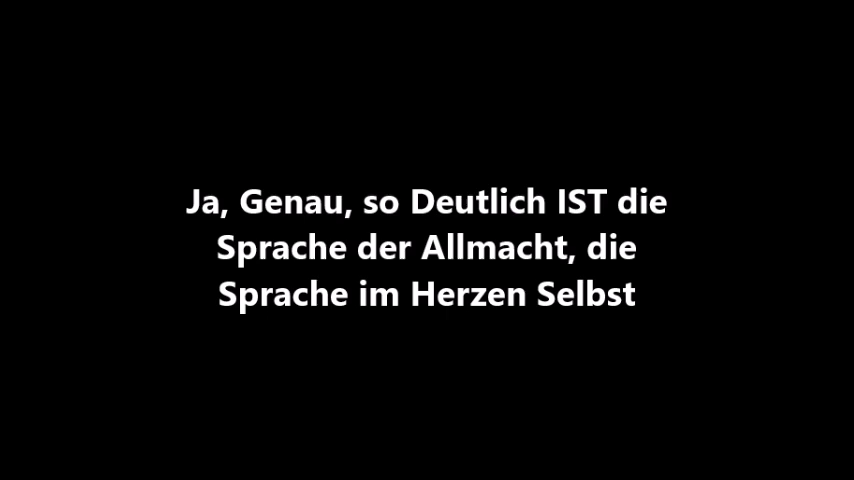 Ja, Genau, so Deutlich IST die
Sprache der Allmacht, die
Sprache im Herzen Selbst